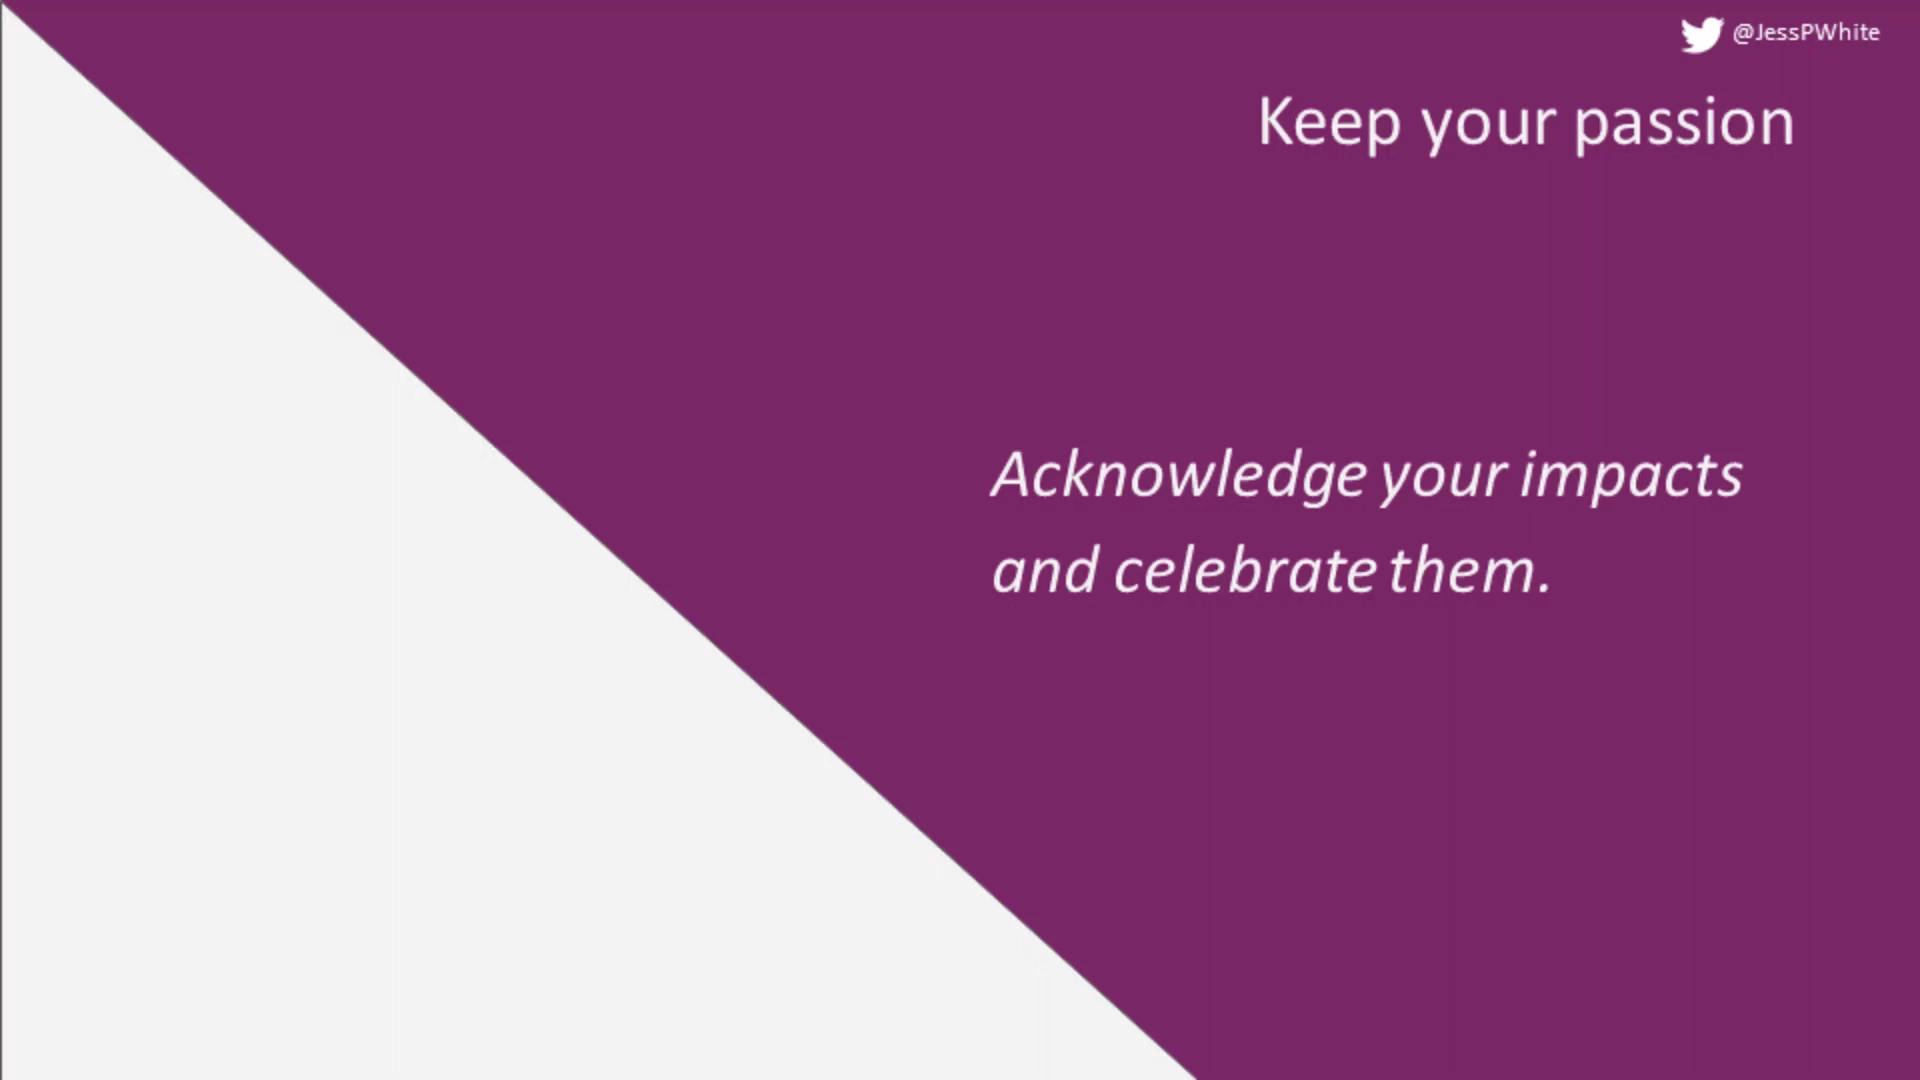 @JessPWhite
Keep your passion
Acknowledge your impacts
and celebrate them.